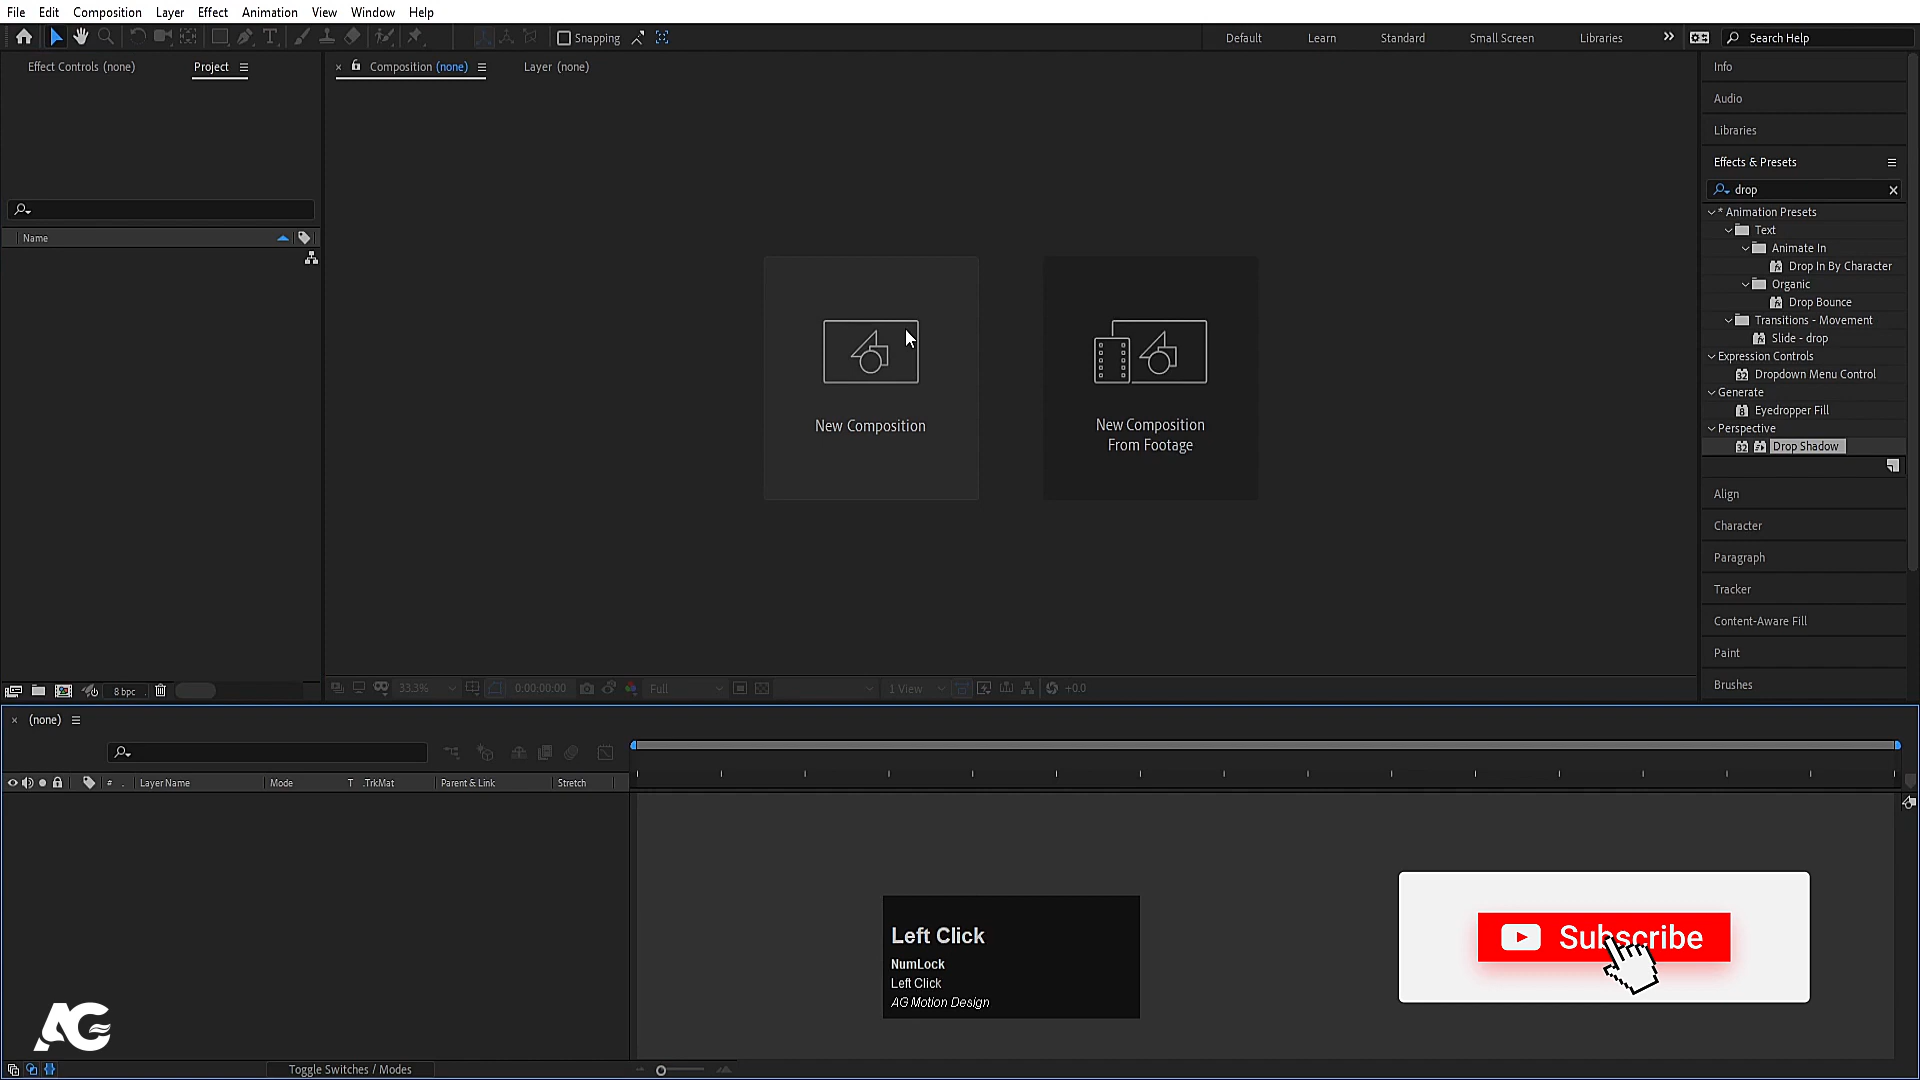 File Edit Composition Layer Effect Animation View Window Help
Snapping Default Learn Standard Small Screen Libraries Search Help
Effect Controls (none) Project Composition (none) Layer (none)
Info
Audio
Libraries
Effects & Presets
drop
* Animation Presets
Text
Animate In
Drop In By Character
Organic
Drop Bounce
Transitions - Movement
Slide - drop
Expression Controls
Dropdown Menu Control
Generate
Eyedropper Fill
Perspective
Drop Shadow
Align
Character
Paragraph
Tracker
Content-Aware Fill
Paint
Brushes
Name
New Composition
New Composition
From Footage
8 bpc
33.3% 0:00:00:00 Full 1 View +0.0
(none)
# . Layer Name Mode T .TrkMat Parent & Link Stretch
Left Click
NumLock
Left Click
AG Motion Design
Subscribe
AG
Toggle Switches / Modes